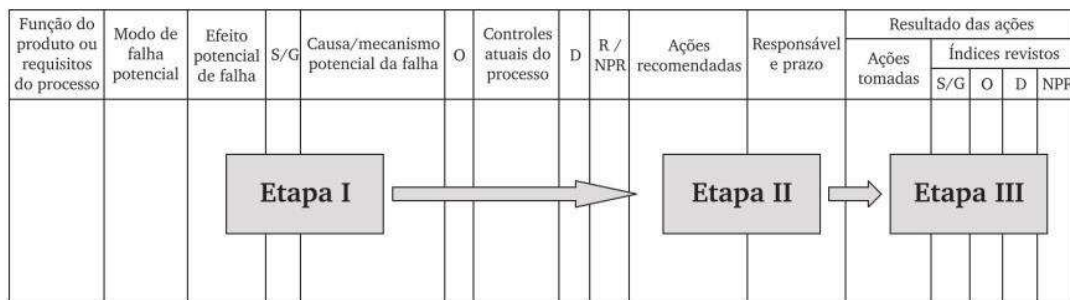 Função do
produto ou
requisitos
do processo
Modo de
falha
potencial
Efeito
potencial
de falha
S/G
Causa/mecanismo
potencial da falha
O
Controles
atuais do
processo
D
R /
NPR
Ações
recomendadas
Responsável
e prazo
Resultado das ações
Ações
tomadas
Índices revistos
S/G
O
D
NPR
Etapa I
Etapa II
Etapa III